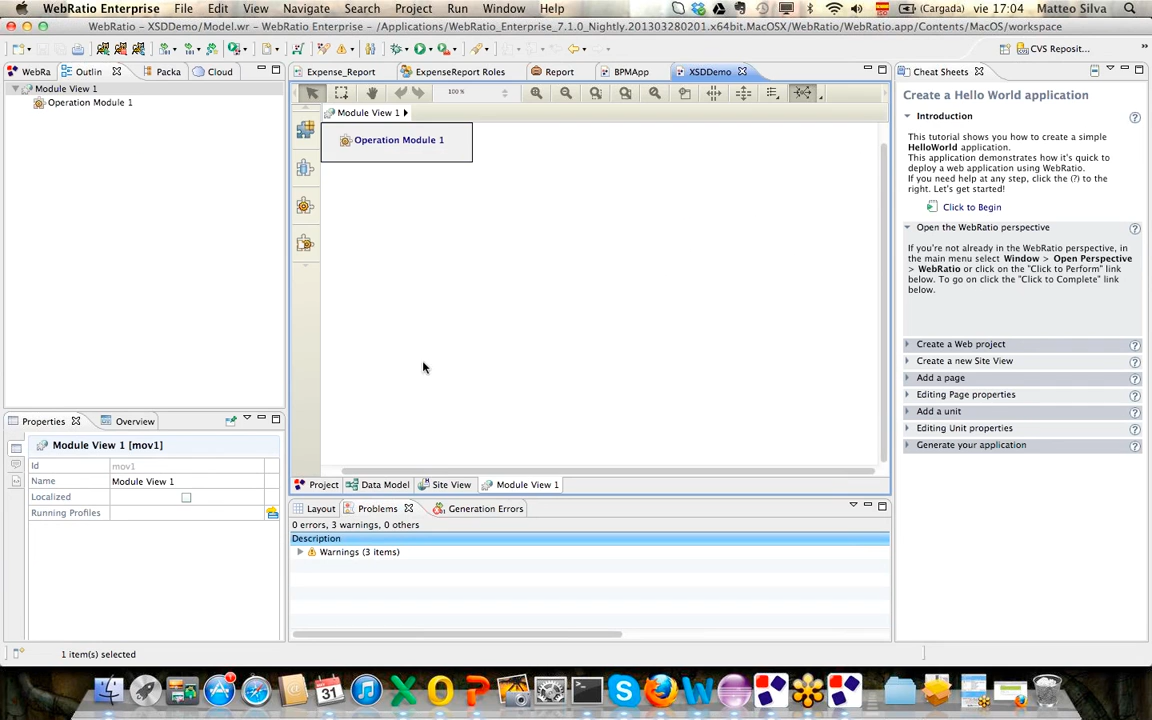 WebRatio Enterprise File Edit View Navigate Search Project Run Window Help (Cargada) vie 17:04 Matteo Silva
WebRatio – XSDDemo/Model.wr – /Applications/WebRatio_Enterprise_7.1.0_Nightly.201303280201.x64bit.MacOSX/WebRatio/WebRatio.app/Contents/MacOS/workspace
CVS Reposit...
WebRa Outlin Packa Cloud
Module View 1
Operation Module 1
Expense_Report ExpenseReport Roles Report BPMApp XSDDemo
100 %
Module View 1
Operation Module 1
Project Data Model Site View Module View 1
Cheat Sheets
Create a Hello World application
Introduction
This tutorial shows you how to create a simple
HelloWorld application.
This application demonstrates how it's quick to
deploy a web application using WebRatio.
If you need help at any step, click the (?) to the
right. Let's get started!
Click to Begin
Open the WebRatio perspective
If you're not already in the WebRatio perspective, in
the main menu select Window > Open Perspective
> WebRatio or click on the "Click to Perform" link
below. To go on click the "Click to Complete" link
below.
Create a Web project
Create a new Site View
Add a page
Editing Page properties
Add a unit
Editing Unit properties
Generate your application
Properties Overview
Module View 1 [mov1]
Id mov1
Name Module View 1
Localized
Running Profiles
Layout Problems Generation Errors
0 errors, 3 warnings, 0 others
Description
Warnings (3 items)
1 item(s) selected